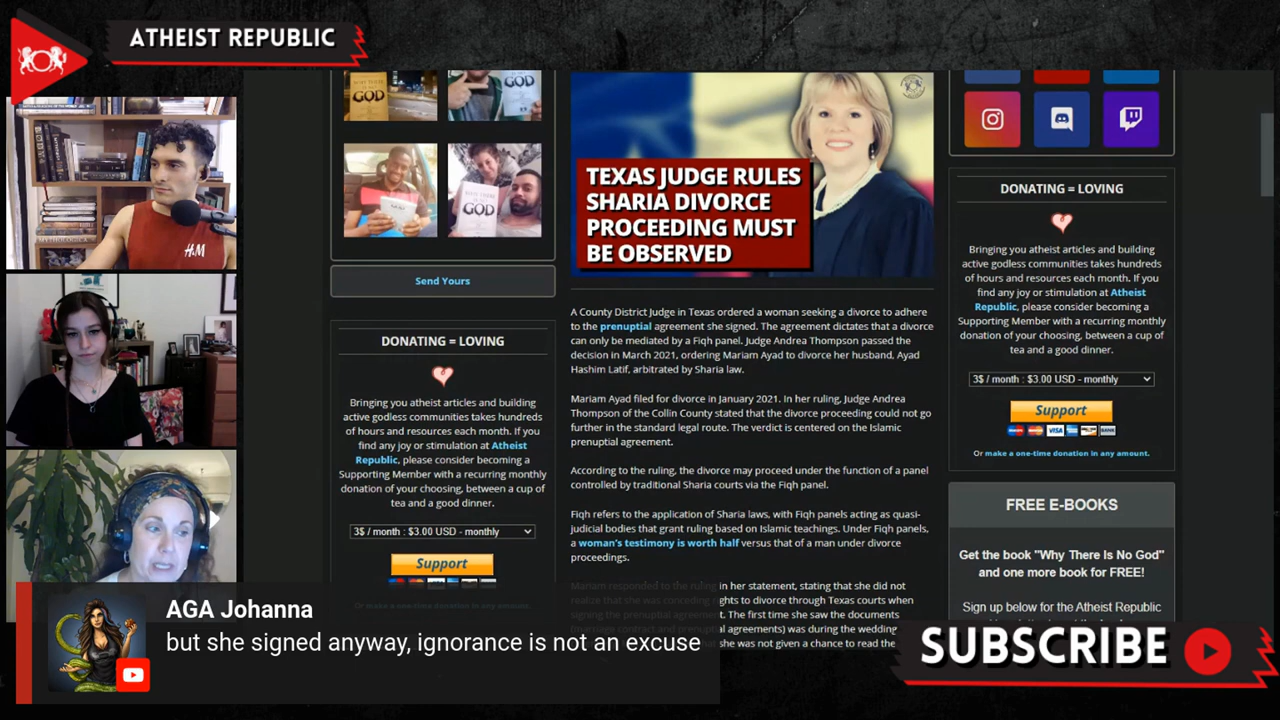 ATHEIST REPUBLIC
GOD
GOD
GOD
H&M
TEXAS JUDGE RULES
SHARIA DIVORCE
PROCEEDING MUST
BE OBSERVED
Send Yours
DONATING = LOVING
Bringing you atheist articles and building
active godless communities takes hundreds
of hours and resources each month. If you
find any joy or stimulation at Atheist
Republic, please consider becoming a
Supporting Member with a recurring monthly
donation of your choosing, between a cup of
tea and a good dinner.
3$ / month : $3.00 USD - monthly
Support
VISA
Or make a one-time donation in any amount.
A County District Judge in Texas ordered a woman seeking a divorce to adhere
to the prenuptial agreement she signed. The agreement dictates that a divorce
can only be mediated by a Fiqh panel. Judge Andrea Thompson passed the
decision in March 2021, ordering Mariam Ayad to divorce her husband, Ayad
Hashim Latif, arbitrated by Sharia law.
Mariam Ayad filed for divorce in January 2021. In her ruling, Judge Andrea
Thompson of the Collin County stated that the divorce proceeding could not go
further in the standard legal route. The verdict is centered on the Islamic
prenuptial agreement.
According to the ruling, the divorce may proceed under the function of a panel
controlled by traditional Sharia courts via the Fiqh panel.
Fiqh refers to the application of Sharia laws, with Fiqh panels acting as quasi-
judicial bodies that grant ruling based on Islamic teachings. Under Fiqh panels,
a woman's testimony is worth half versus that of a man under divorce
proceedings.
Mariam responded to the ruling in her statement, stating that she did not
realize that she was conceding rights to divorce through Texas courts when
signing the prenuptial agreement. The first time she saw the documents
agreements) was during the wedding
she was not given a chance to read the
DONATING = LOVING
Bringing you atheist articles and building
active godless communities takes hundreds
of hours and resources each month. If you
find any joy or stimulation at Atheist
Republic, please consider becoming a
Supporting Member with a recurring monthly
donation of your choosing, between a cup of
tea and a good dinner.
3$ / month : $3.00 USD - monthly
Support
VISA
Or make a one-time donation in any amount.
FREE E-BOOKS
Get the book "Why There Is No God"
and one more book for FREE!
Sign up below for the Atheist Republic
AGA Johanna
but she signed anyway, ignorance is not an excuse
SUBSCRIBE